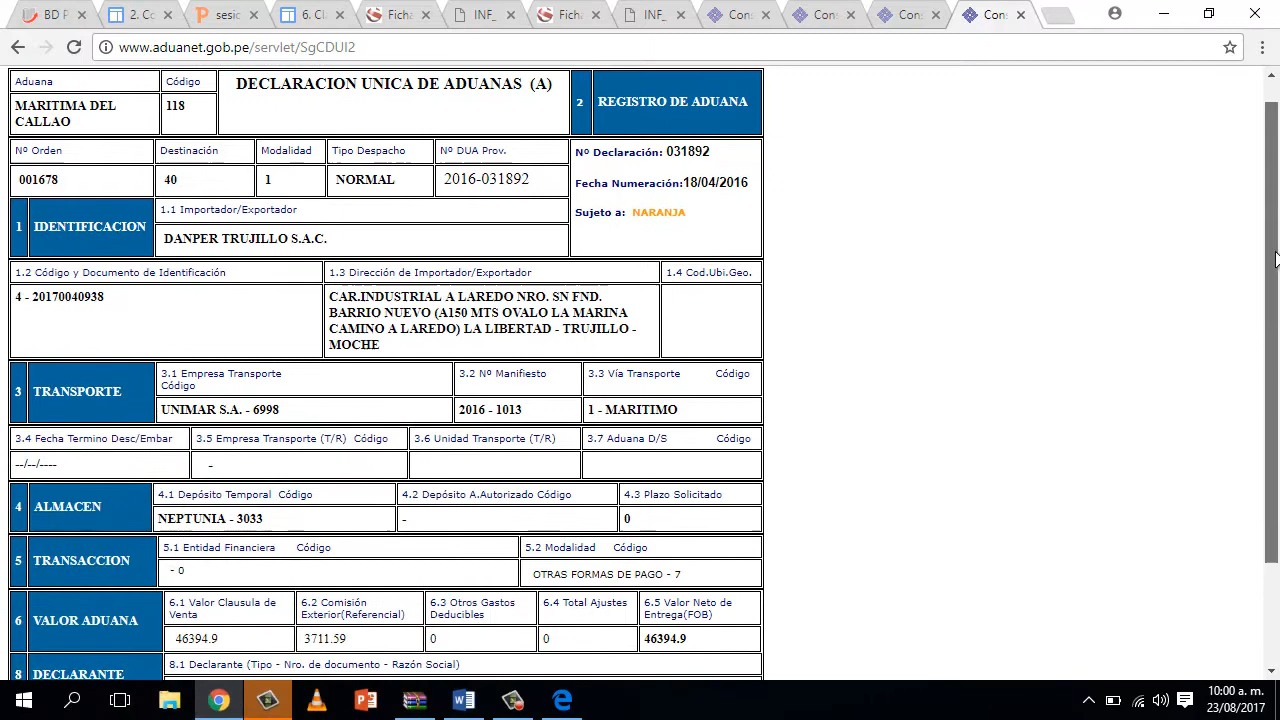 BD P
2. Co
sesio
6. Cl
Ficha
INF_
Ficha
INF_
Cons
Cons
Cons
Cons
www.aduanet.gob.pe/servlet/SgCDUI2
Aduana
Código
DECLARACION UNICA DE ADUANAS (A)
2
REGISTRO DE ADUANA
MARITIMA DEL
CALLAO
118
Nº Orden
Destinación
Modalidad
Tipo Despacho
Nº DUA Prov.
Nº Declaración: 031892
001678
40
1
NORMAL
2016-031892
Fecha Numeración:18/04/2016
Sujeto a: NARANJA
1
IDENTIFICACION
1.1 Importador/Exportador
DANPER TRUJILLO S.A.C.
1.2 Código y Documento de Identificación
1.3 Dirección de Importador/Exportador
1.4 Cod.Ubi.Geo.
4 - 20170040938
CAR.INDUSTRIAL A LAREDO NRO. SN FND.
BARRIO NUEVO (A150 MTS OVALO LA MARINA
CAMINO A LAREDO) LA LIBERTAD - TRUJILLO -
MOCHE
3
TRANSPORTE
3.1 Empresa Transporte
Código
3.2 Nº Manifiesto
3.3 Vía Transporte Código
UNIMAR S.A. - 6998
2016 - 1013
1 - MARITIMO
3.4 Fecha Termino Desc/Embar
3.5 Empresa Transporte (T/R) Código
3.6 Unidad Transporte (T/R)
3.7 Aduana D/S Código
--/--/----
-
4
ALMACEN
4.1 Depósito Temporal Código
4.2 Depósito A.Autorizado Código
4.3 Plazo Solicitado
NEPTUNIA - 3033
-
0
5
TRANSACCION
5.1 Entidad Financiera Código
5.2 Modalidad Código
- 0
OTRAS FORMAS DE PAGO - 7
6
VALOR ADUANA
6.1 Valor Clausula de
Venta
6.2 Comisión
Exterior(Referencial)
6.3 Otros Gastos
Deducibles
6.4 Total Ajustes
6.5 Valor Neto de
Entrega(FOB)
46394.9
3711.59
0
0
46394.9
8
DECLARANTE
8.1 Declarante (Tipo - Nro. de documento - Razón Social)
10:00 a. m.
23/08/2017